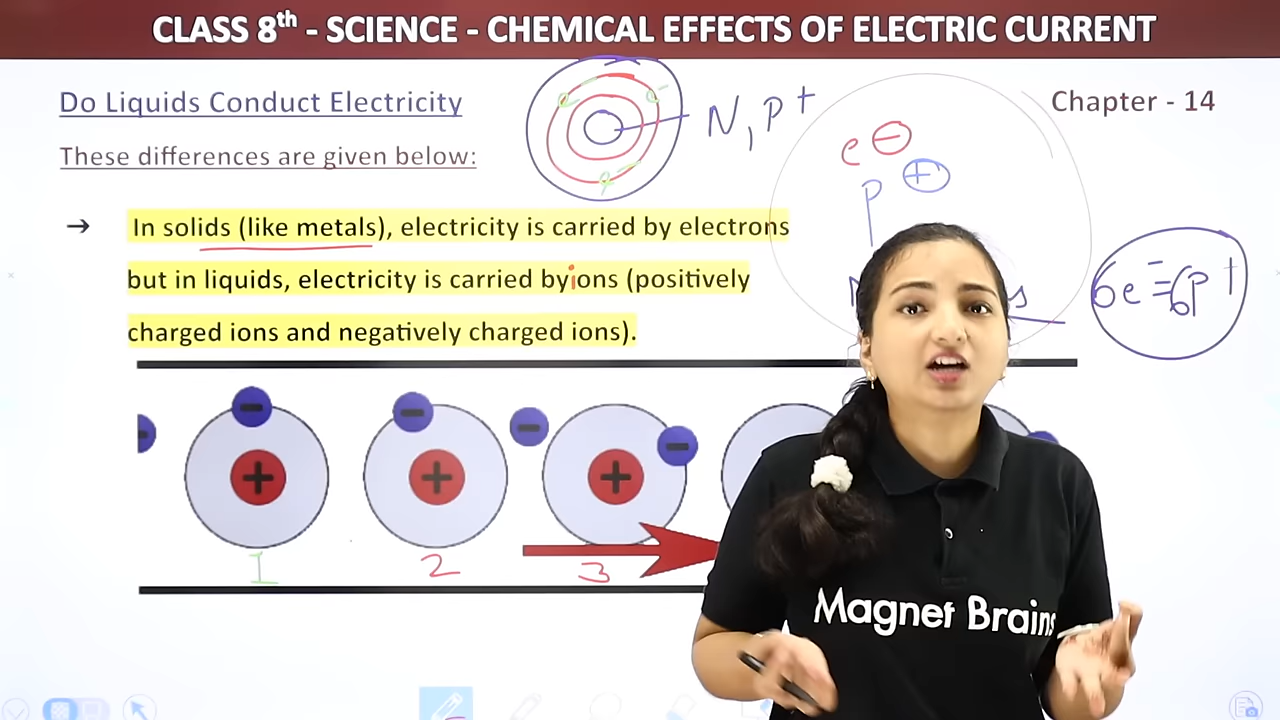 CLASS 8th - SCIENCE - CHEMICAL EFFECTS OF ELECTRIC CURRENT
Do Liquids Conduct Electricity
Chapter - 14
These differences are given below:
N, P+
e-
e-
e-
e -
P +
→ In solids (like metals), electricity is carried by electrons
but in liquids, electricity is carried byions (positively
charged ions and negatively charged ions).
6e- = 6p+
- - - -
+ + +
1 2 3
Magnet Brains